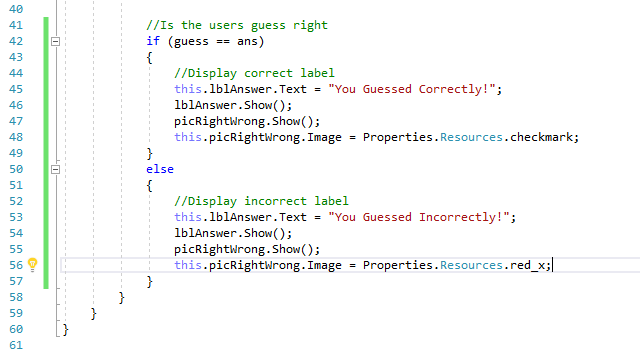 40
41 //Is the users guess right
42 if (guess == ans)
43 {
44 //Display correct label
45 this.lblAnswer.Text = "You Guessed Correctly!";
46 lblAnswer.Show();
47 picRightWrong.Show();
48 this.picRightWrong.Image = Properties.Resources.checkmark;
49 }
50 else
51 {
52 //Display incorrect label
53 this.lblAnswer.Text = "You Guessed Incorrectly!";
54 lblAnswer.Show();
55 picRightWrong.Show();
56 this.picRightWrong.Image = Properties.Resources.red_x;
57 }
58 }
59 }
60 }
61